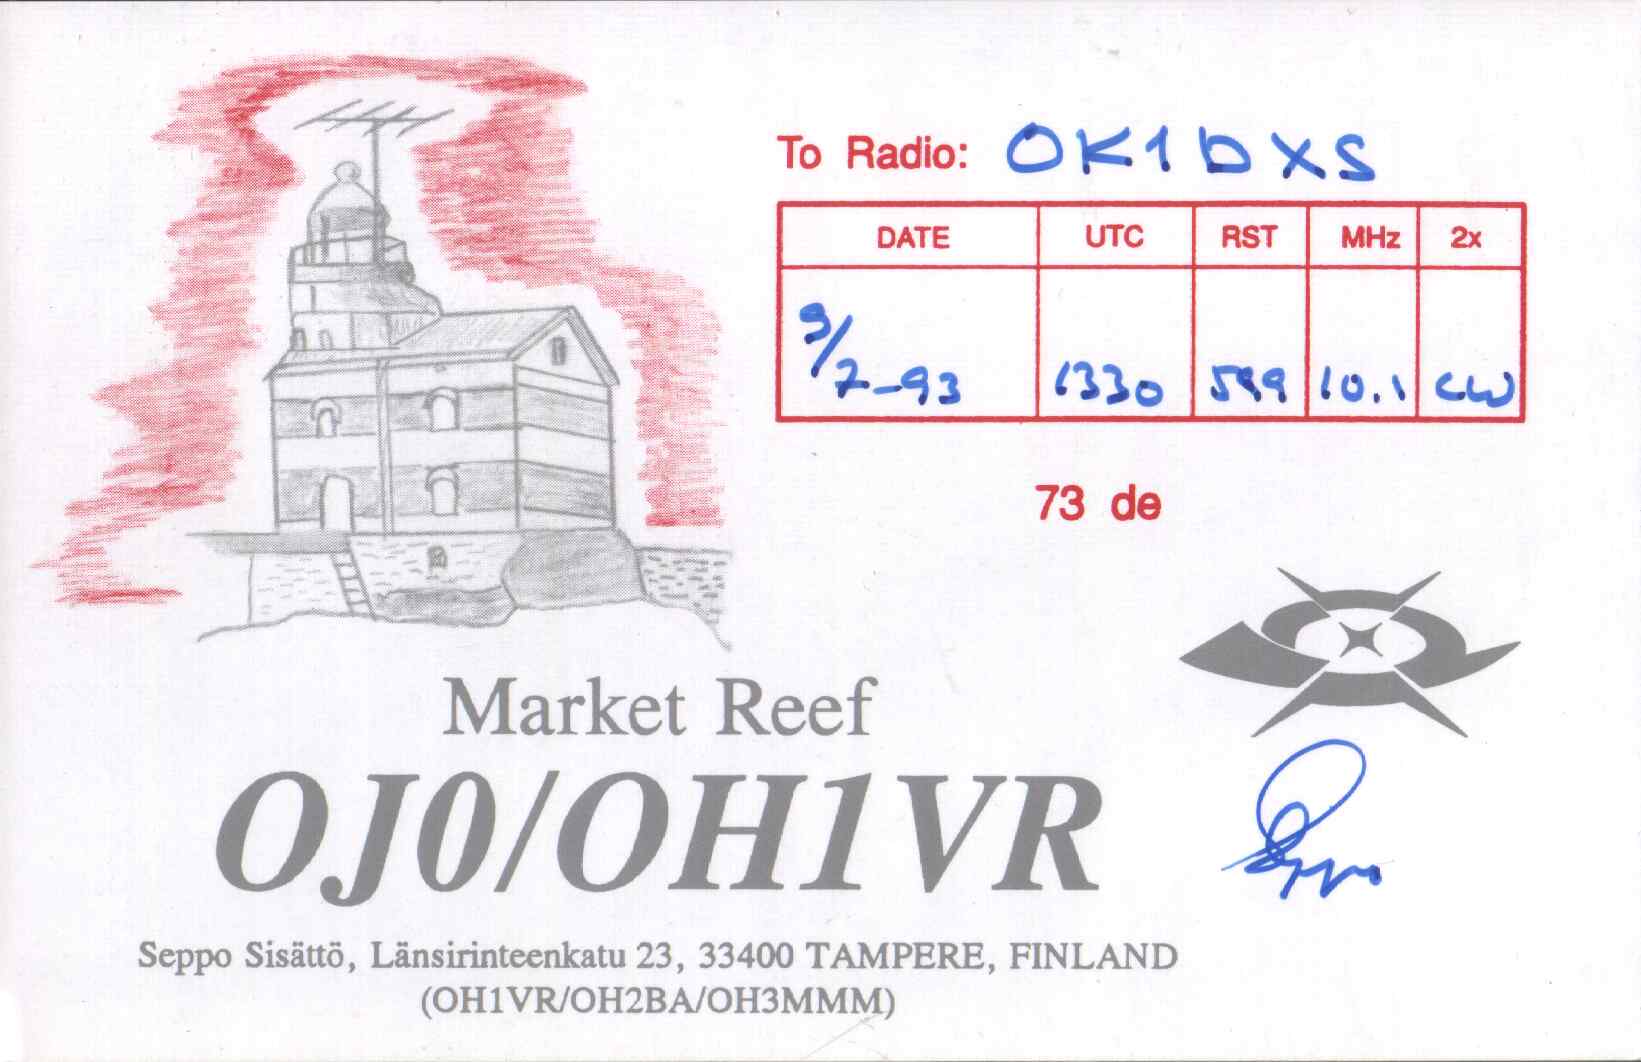 To Radio: OK1DXS
DATE UTC RST MHz 2x
9/7-93 1330 599 10.1 CW
73 de
Market Reef
OJ0/OH1VR
Seppo
Seppo Sisättö, Länsirinteenkatu 23, 33400 TAMPERE, FINLAND
(OH1VR/OH2BA/OH3MMM)